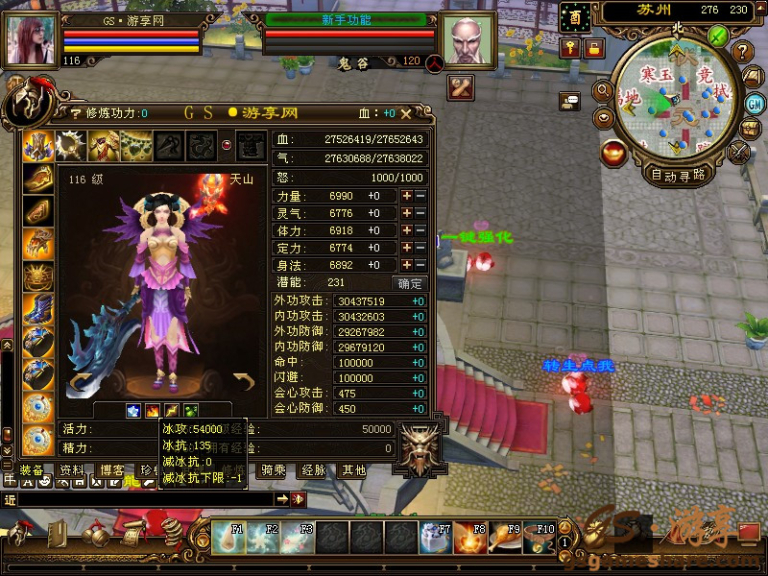 GS·游享网
新手功能
116
鬼谷
120
酉
苏州 276 230
北
寒玉
竞
GM
自动寻路
? 修炼功力:0 GS ●游享网 血: +0
116 级
天山
血: 27526419/27652643
气: 27630688/27638022
怒: 1000/1000
力量: 6990 +0
灵气: 6776 +0
体力: 6918 +0
定力: 6774 +0
身法: 6892 +0
潜能: 231 确定
外功攻击: 30437519 +0
内功攻击: 30432603 +0
外功防御: 29267982 +0
内功防御: 29679120 +0
命中: 100000 +0
闪避: 100000 +0
会心攻击: 475 +0
会心防御: 450 +0
一键强化
转生点我
活力:
50000
精力:
0
冰攻:54000
冰抗:135
减冰抗:0
减冰抗下限:-1
装备 资料 博客 骑乘 经脉 其他
近
F1 F2 F3 F7 F8 F9 F10
1
GS 游享